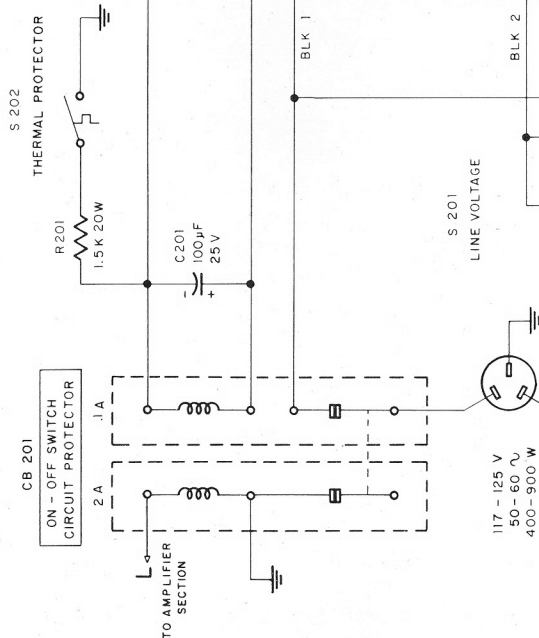 S 202
THERMAL PROTECTOR
R201
1.5K 20W
C201
100µF
25V
-
+
BLK 1
BLK 2
S 201
LINE VOLTAGE
CB 201
ON - OFF SWITCH
CIRCUIT PROTECTOR
.1 A
2 A
L
TO AMPLIFIER
SECTION
117 - 125 V
50 - 60 ∿
400 - 900 W